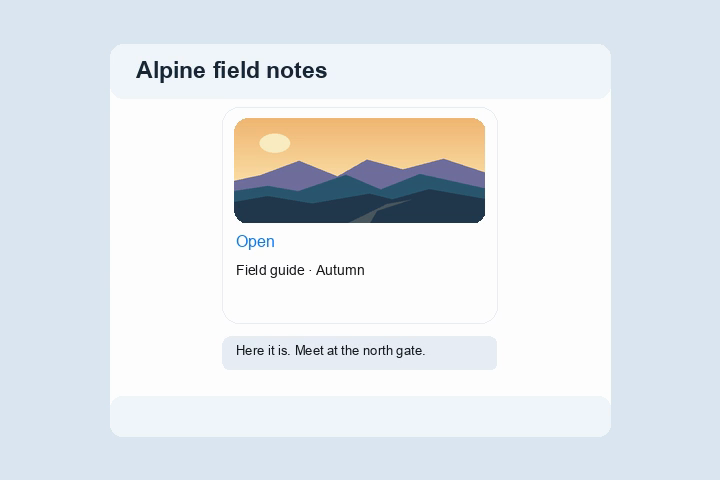 Alpine field notes
Open
Field guide · Autumn
Here it is. Meet at the north gate.